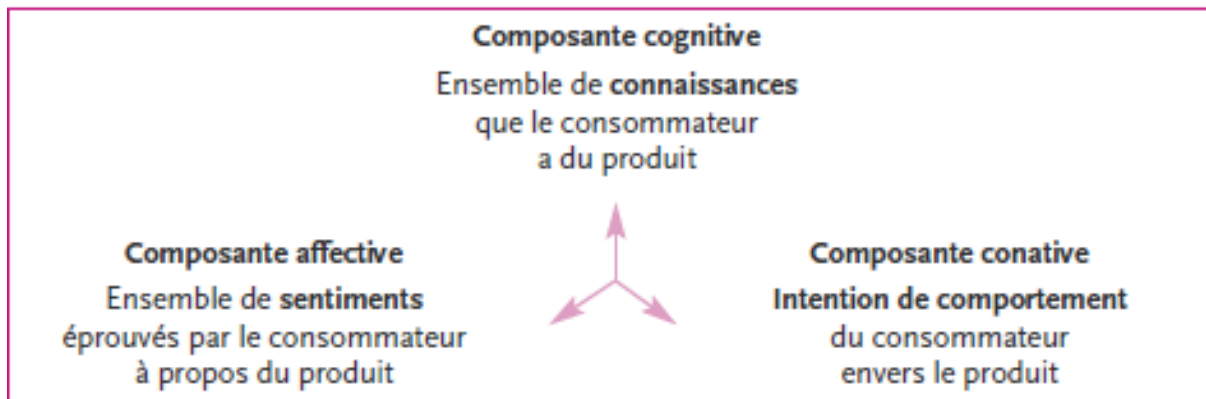 Composante cognitive
Ensemble de connaissances
que le consommateur
a du produit
Composante affective
Ensemble de sentiments
éprouvés par le consommateur
à propos du produit
Composante conative
Intention de comportement
du consommateur
envers le produit